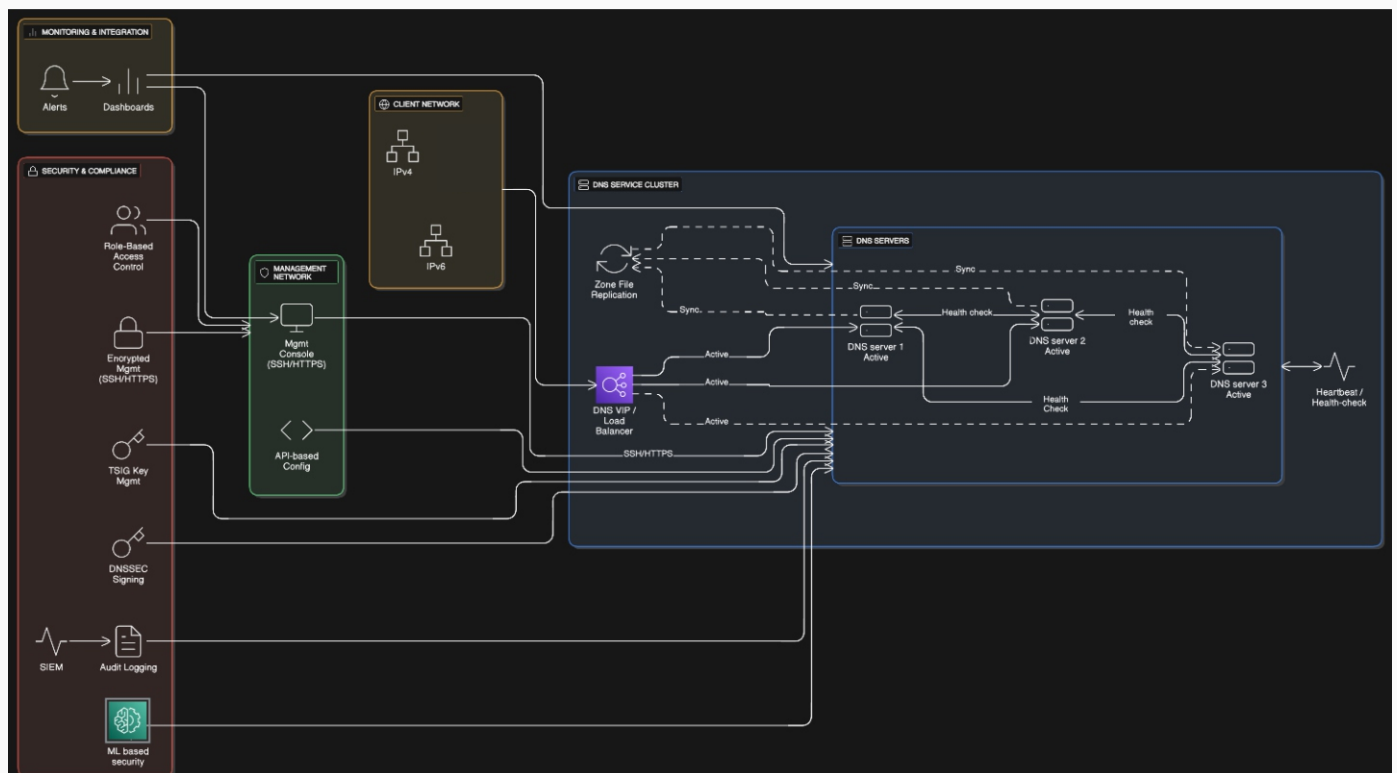 MONITORING & INTEGRATION
Alerts
Dashboards
CLIENT NETWORK
IPv4
IPv6
SECURITY & COMPLIANCE
Role-Based
Access
Control
Encrypted
Mgmt
(SSH/HTTPS)
TSIG Key
Mgmt
DNSSEC
Signing
SIEM
Audit Logging
ML based
security
MANAGEMENT
NETWORK
Mgmt
Console
(SSH/HTTPS)
API-based
Config
DNS SERVICE CLUSTER
Zone File
Replication
DNS VIP /
Load
Balancer
DNS SERVERS
Sync
Sync
Sync
Active
Active
Active
SSH/HTTPS
Health check
Health
check
Health
Check
DNS server 1
Active
DNS server 2
Active
DNS server 3
Active
Heartbeat /
Health-check